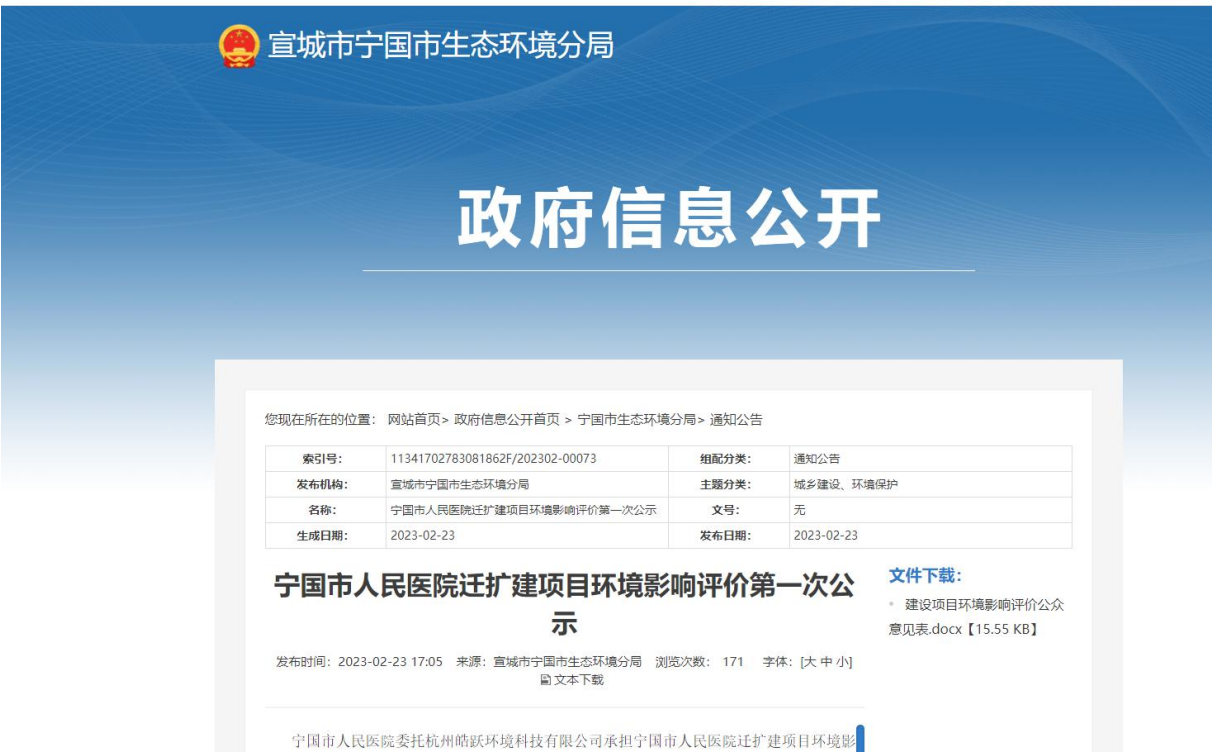 宣城市宁国市生态环境分局
政府信息公开
您现在所在的位置： 网站首页> 政府信息公开首页 > 宁国市生态环境分局> 通知公告
索引号： 11341702783081862F/202302-00073 组配分类： 通知公告
发布机构： 宣城市宁国市生态环境分局 主题分类： 城乡建设、环境保护
名称： 宁国市人民医院迁扩建项目环境影响评价第一次公示 文号： 无
生成日期： 2023-02-23 发布日期： 2023-02-23
宁国市人民医院迁扩建项目环境影响评价第一次公
示
发布时间：2023-02-23 17:05 来源：宣城市宁国市生态环境分局 浏览次数： 171 字体：[大 中 小]
文本下载
文件下载：
建设项目环境影响评价公众
意见表.docx【15.55 KB】
宁国市人民医院委托杭州皓跃环境科技有限公司承担宁国市人民医院迁扩建项目环境影